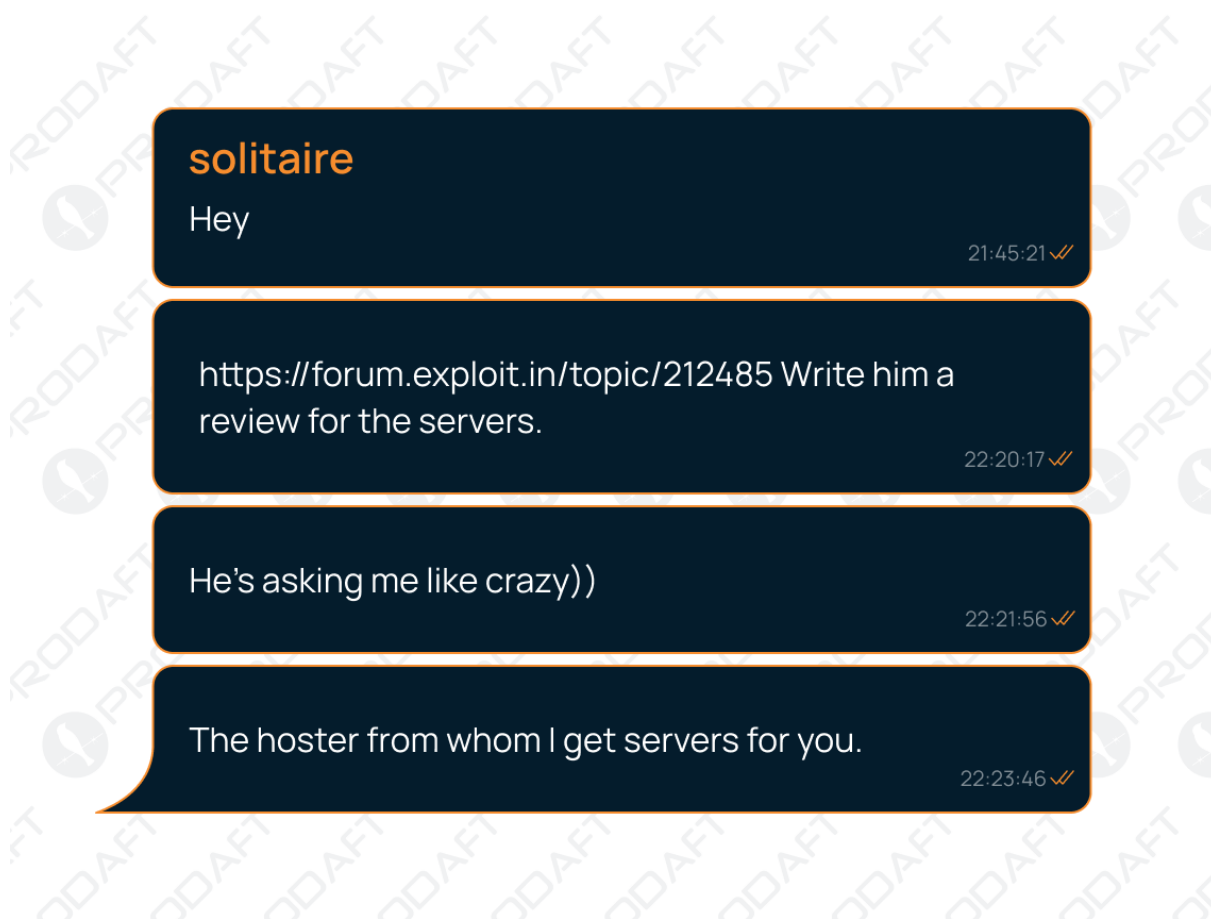 solitaire
Hey
21:45:21
https://forum.exploit.in/topic/212485 Write him a
review for the servers.
22:20:17
He's asking me like crazy))
22:21:56
The hoster from whom I get servers for you.
22:23:46
PRODAFT